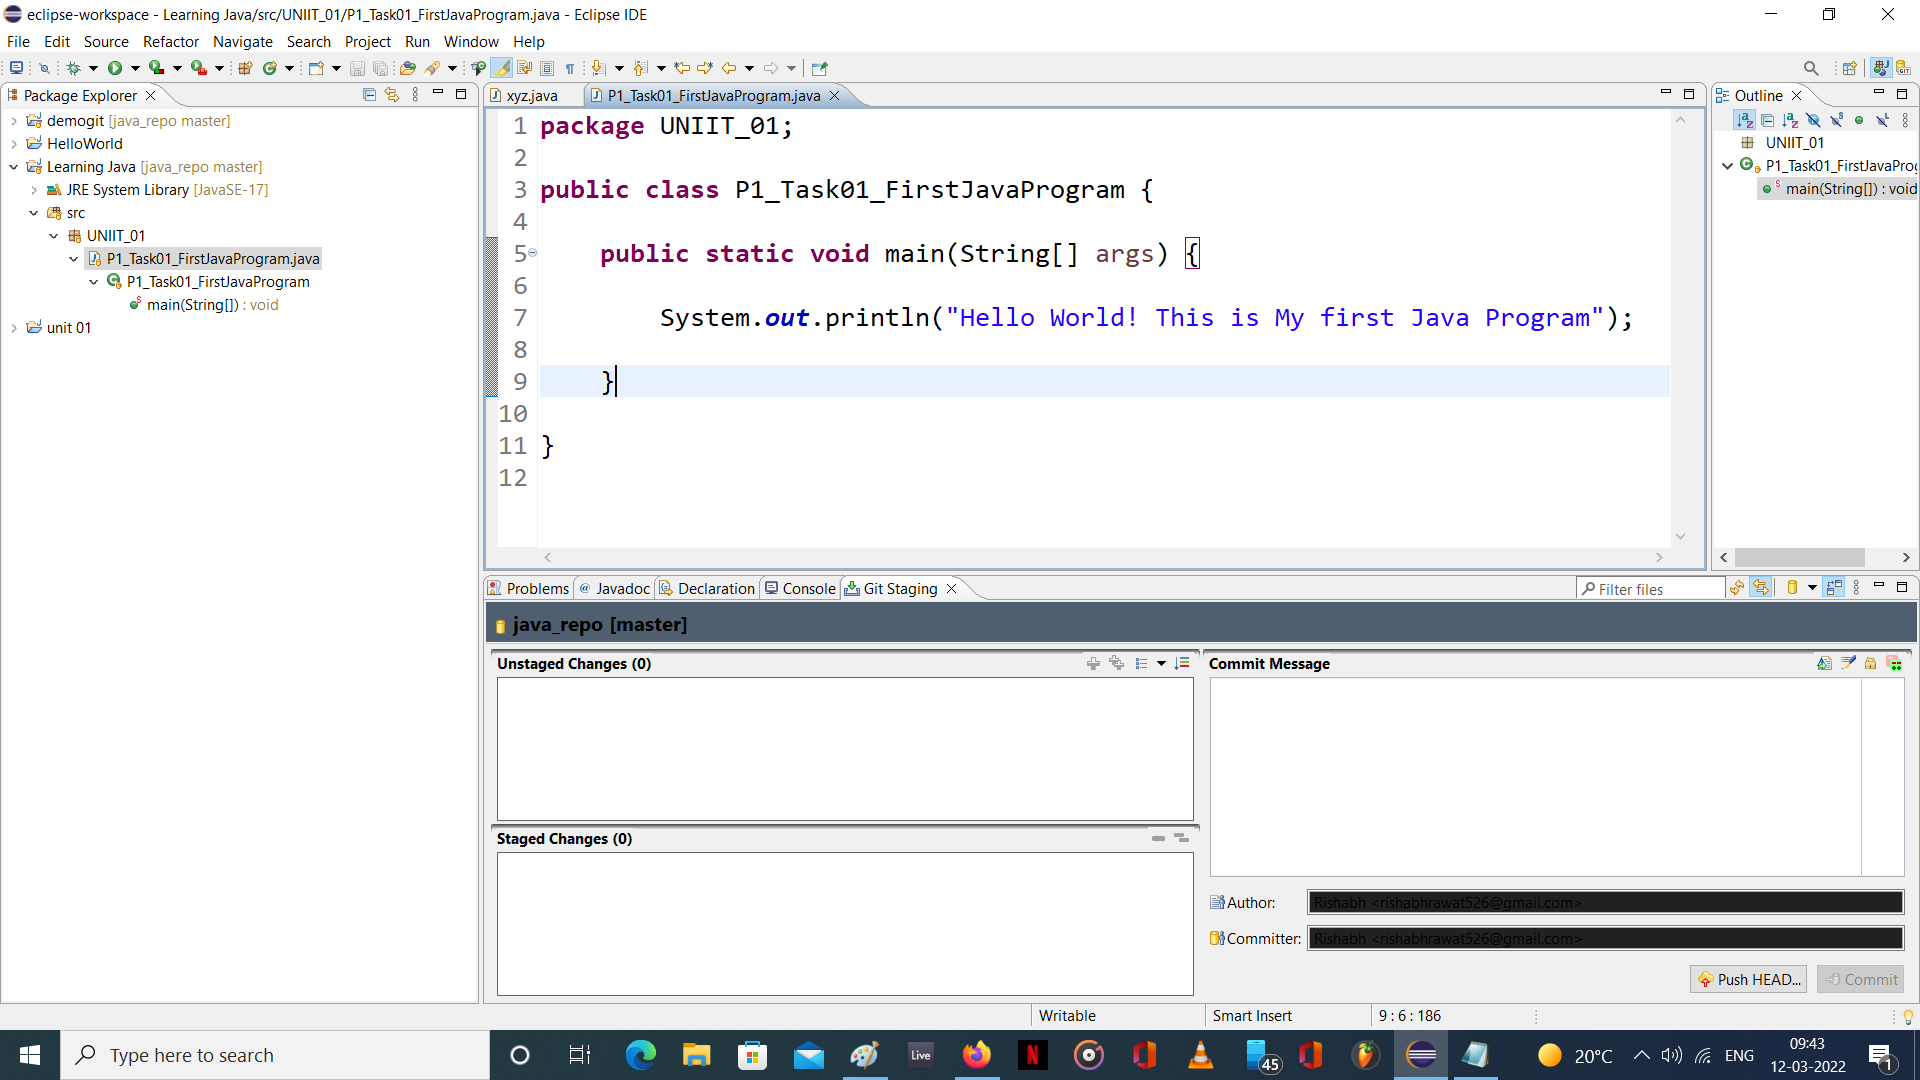 eclipse-workspace - Learning Java/src/UNIIT_01/P1_Task01_FirstJavaProgram.java - Eclipse IDE
File Edit Source Refactor Navigate Search Project Run Window Help
Package Explorer
demogit [java_repo master]
HelloWorld
Learning Java [java_repo master]
JRE System Library [JavaSE-17]
src
UNIIT_01
P1_Task01_FirstJavaProgram.java
P1_Task01_FirstJavaProgram
main(String[]) : void
unit 01
xyz.java P1_Task01_FirstJavaProgram.java
1 package UNIIT_01;
2
3 public class P1_Task01_FirstJavaProgram {
4
5 public static void main(String[] args) {
6
7 System.out.println("Hello World! This is My first Java Program");
8
9 }
10
11 }
12
Outline
UNIIT_01
P1_Task01_FirstJavaProg
main(String[]) : void
Problems Javadoc Declaration Console Git Staging
Filter files
java_repo [master]
Unstaged Changes (0)
Staged Changes (0)
Commit Message
Author: Rishabh <rishabhrawat526@gmail.com>
Committer: Rishabh <rishabhrawat526@gmail.com>
Push HEAD... Commit
Writable Smart Insert 9 : 6 : 186
Type here to search
Live
45
20°C ENG
09:43
12-03-2022
1